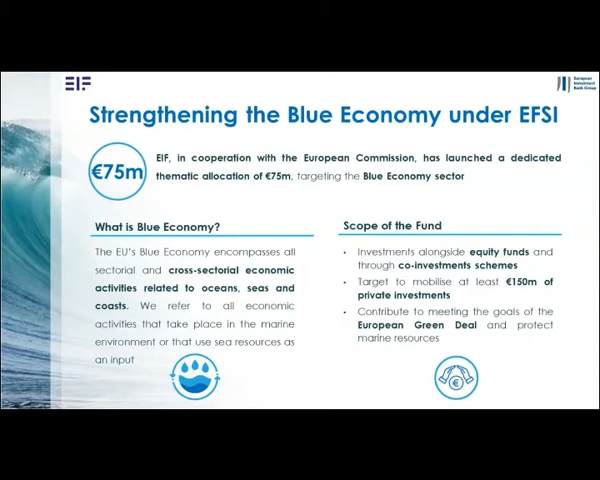 EIF
European
Investment
Bank Group
Strengthening the Blue Economy under EFSI
€75m
EIF, in cooperation with the European Commission, has launched a dedicated
thematic allocation of €75m, targeting the Blue Economy sector
What is Blue Economy?
The EU's Blue Economy encompasses all
sectorial and cross-sectorial economic
activities related to oceans, seas and
coasts. We refer to all economic
activities that take place in the marine
environment or that use sea resources as
an input
Scope of the Fund
• Investments alongside equity funds and
through co-investments schemes
• Target to mobilise at least €150m of
private investments
• Contribute to meeting the goals of the
European Green Deal and protect
marine resources
€